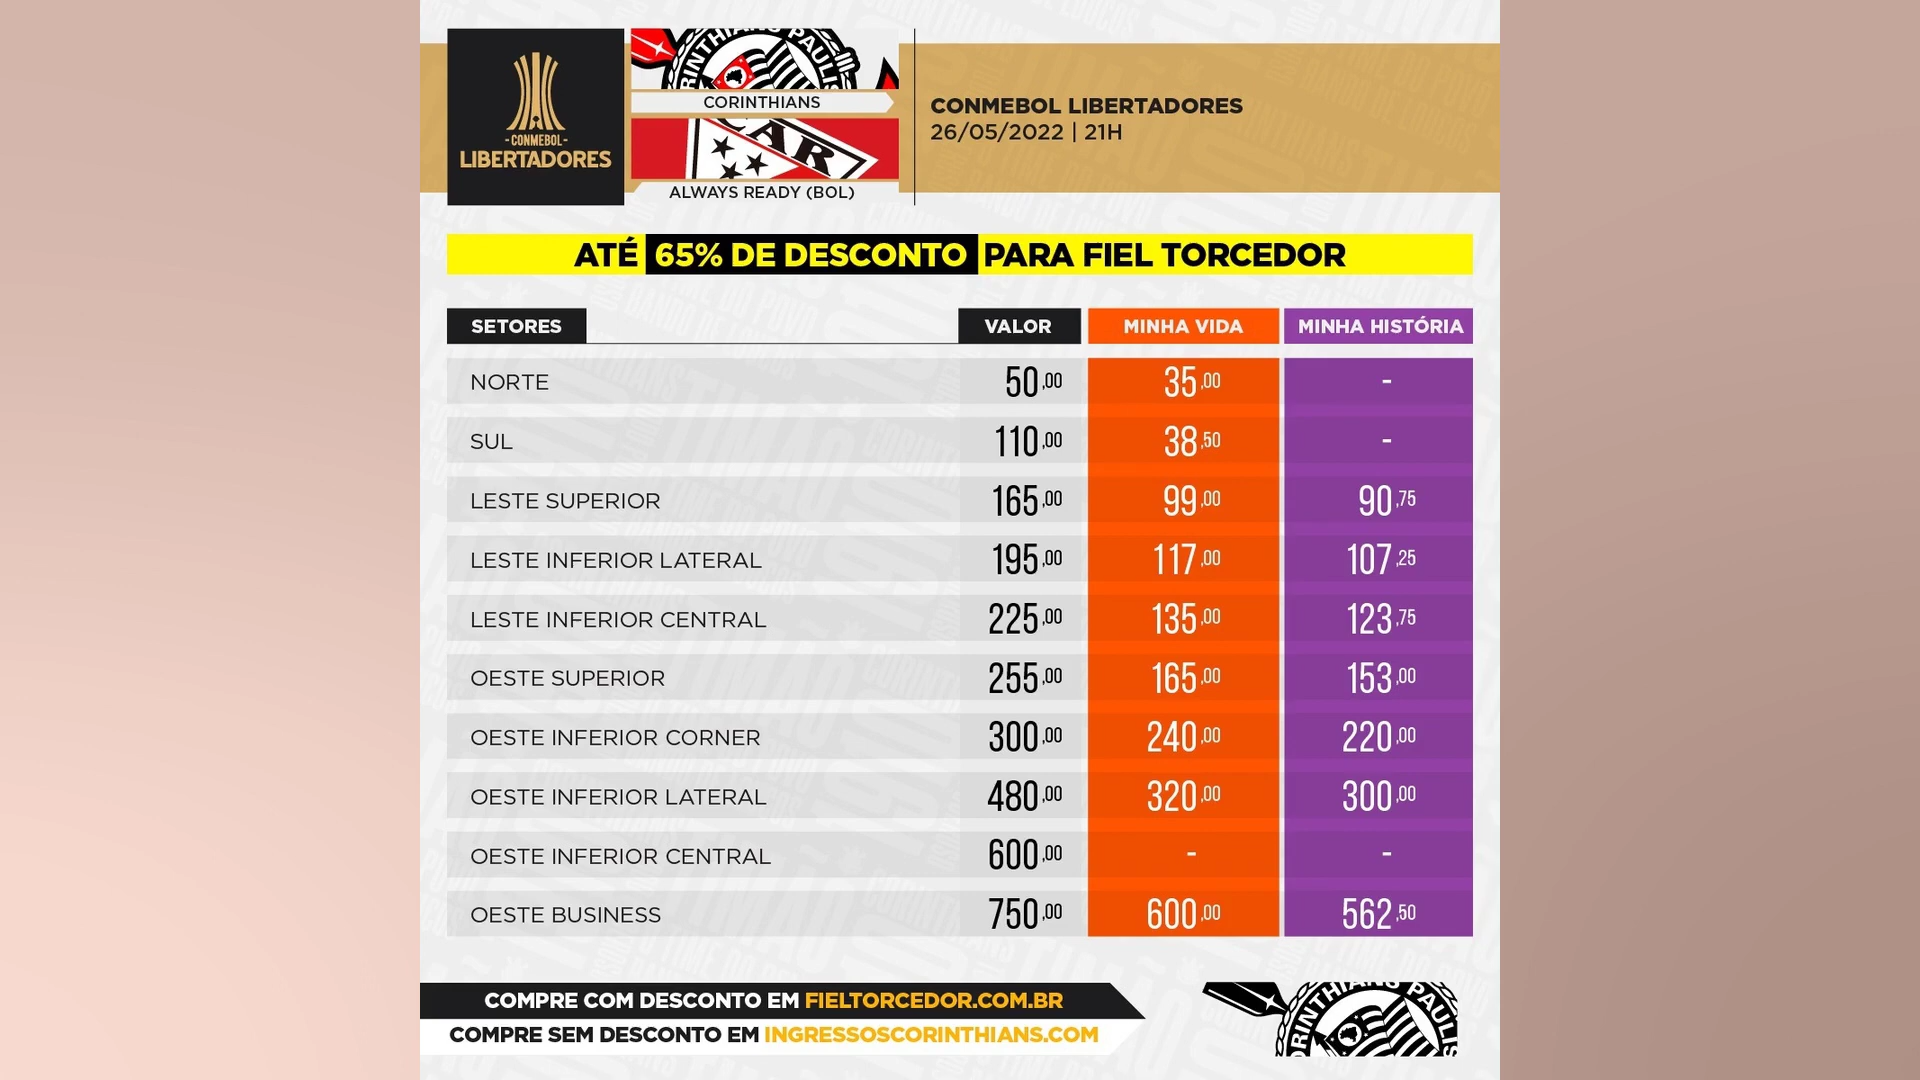 CORINTHIANS
-CONMEBOL-
LIBERTADORES
CAR
ALWAYS READY (BOL)
CONMEBOL LIBERTADORES
26/05/2022 | 21H
ATÉ 65% DE DESCONTO PARA FIEL TORCEDOR
SETORES VALOR MINHA VIDA MINHA HISTÓRIA
NORTE 50,00 35,00 -
SUL 110,00 38,50 -
LESTE SUPERIOR 165,00 99,00 90,75
LESTE INFERIOR LATERAL 195,00 117,00 107,25
LESTE INFERIOR CENTRAL 225,00 135,00 123,75
OESTE SUPERIOR 255,00 165,00 153,00
OESTE INFERIOR CORNER 300,00 240,00 220,00
OESTE INFERIOR LATERAL 480,00 320,00 300,00
OESTE INFERIOR CENTRAL 600,00 - -
OESTE BUSINESS 750,00 600,00 562,50
COMPRE COM DESCONTO EM FIELTORCEDOR.COM.BR
COMPRE SEM DESCONTO EM INGRESSOSCORINTHIANS.COM